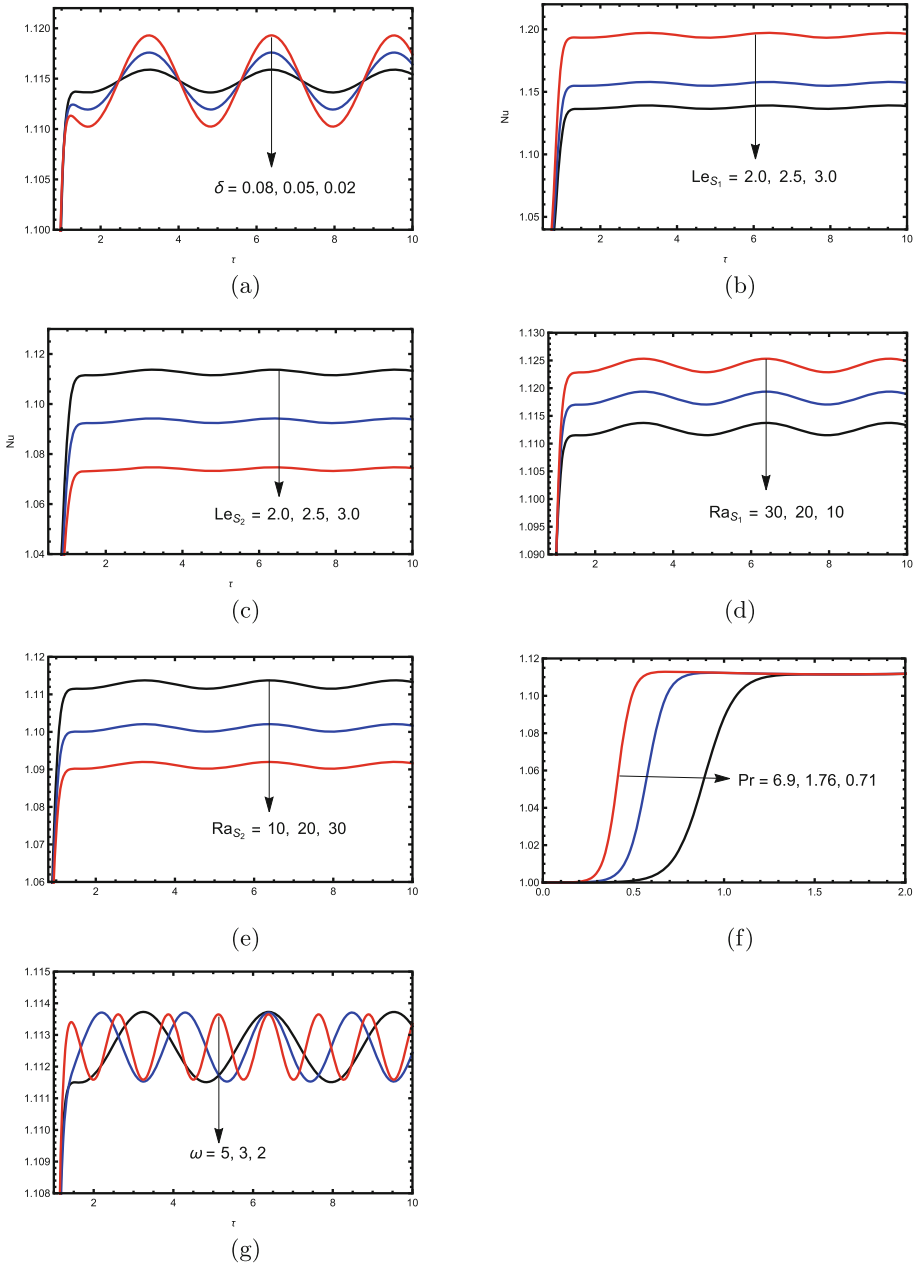 1.120
1.115
1.110
1.105
1.100
2 4 6 8 10
τ
δ = 0.08, 0.05, 0.02
(a)
1.20
1.15
1.10
1.05
Nu
2 4 6 8 10
τ
Le_{S_1} = 2.0, 2.5, 3.0
(b)
1.12
1.10
1.08
1.06
1.04
Nu
2 4 6 8 10
τ
Le_{S_2} = 2.0, 2.5, 3.0
(c)
1.130
1.125
1.120
1.115
1.110
1.105
1.100
1.095
1.090
2 4 6 8 10
Ra_{S_1} = 30, 20, 10
(d)
1.12
1.11
1.10
1.09
1.08
1.07
1.06
2 4 6 8 10
Ra_{S_2} = 10, 20, 30
(e)
1.12
1.10
1.08
1.06
1.04
1.02
1.00
0.0 0.5 1.0 1.5 2.0
Pr = 6.9, 1.76, 0.71
(f)
1.115
1.114
1.113
1.112
1.111
1.110
1.109
1.108
2 4 6 8 10
τ
ω = 5, 3, 2
(g)